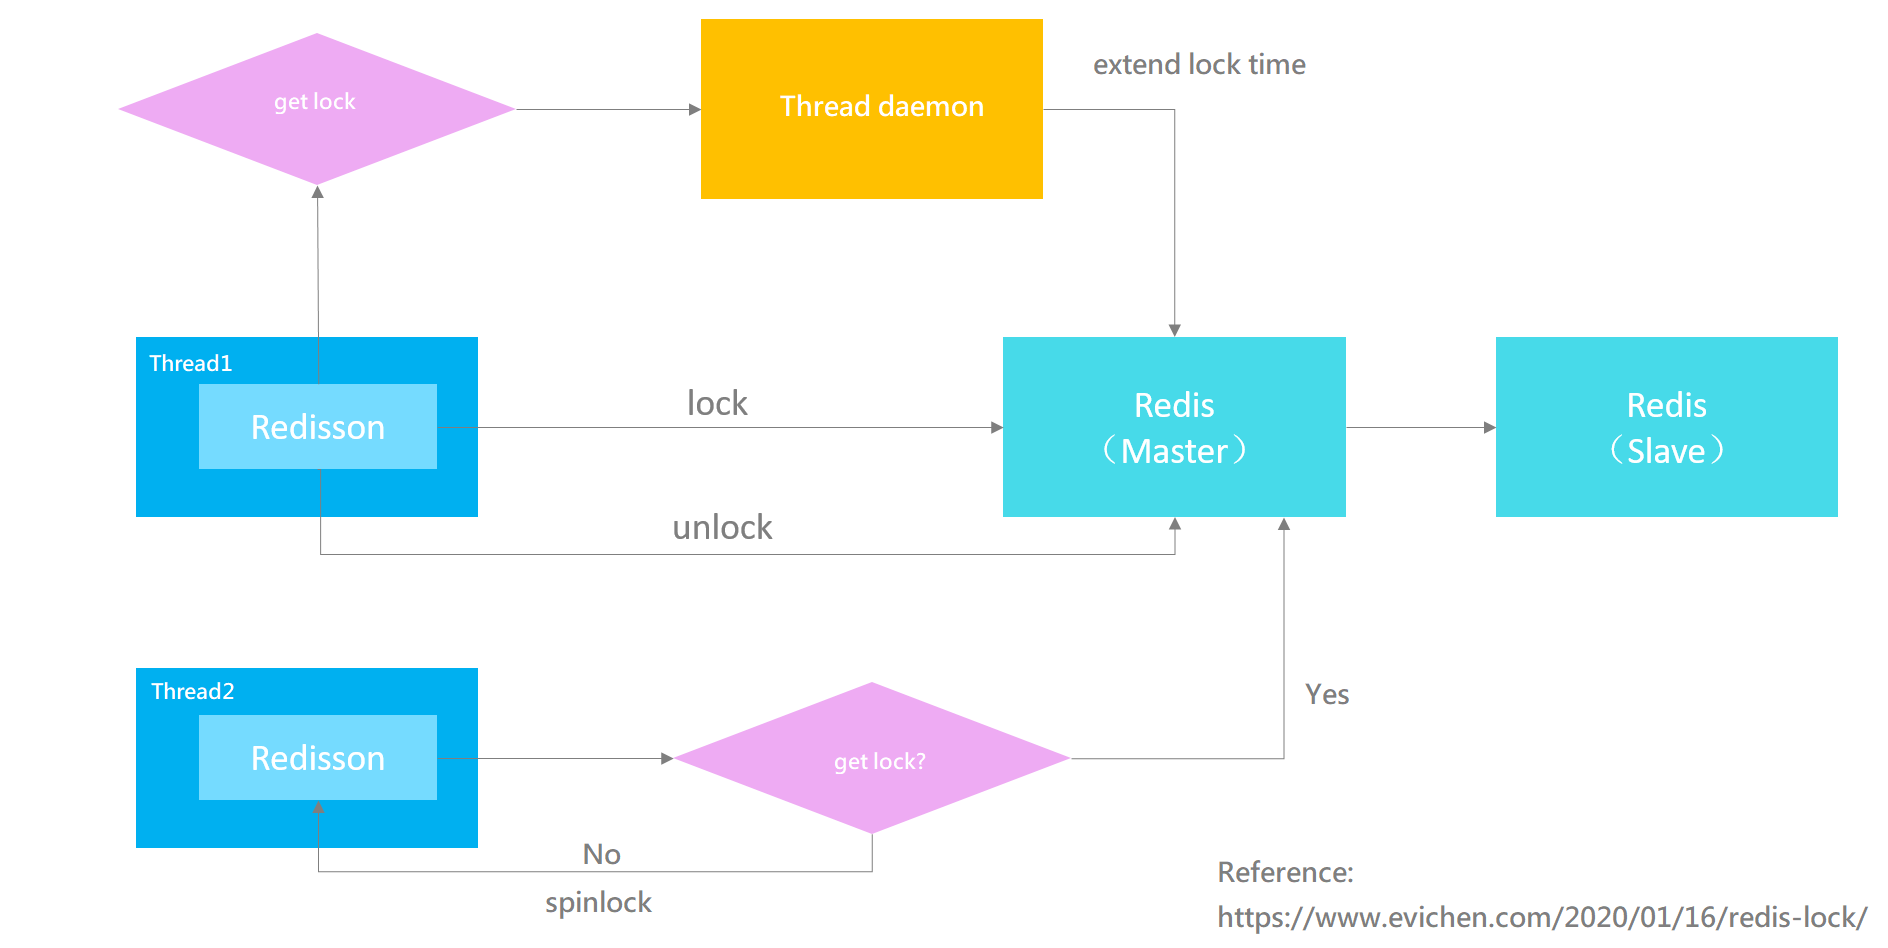 get lock
Thread daemon
extend lock time
Thread1
Redisson
lock
unlock
Redis
（Master）
Redis
（Slave）
Thread2
Redisson
get lock?
Yes
No
spinlock
Reference:
https://www.evichen.com/2020/01/16/redis-lock/